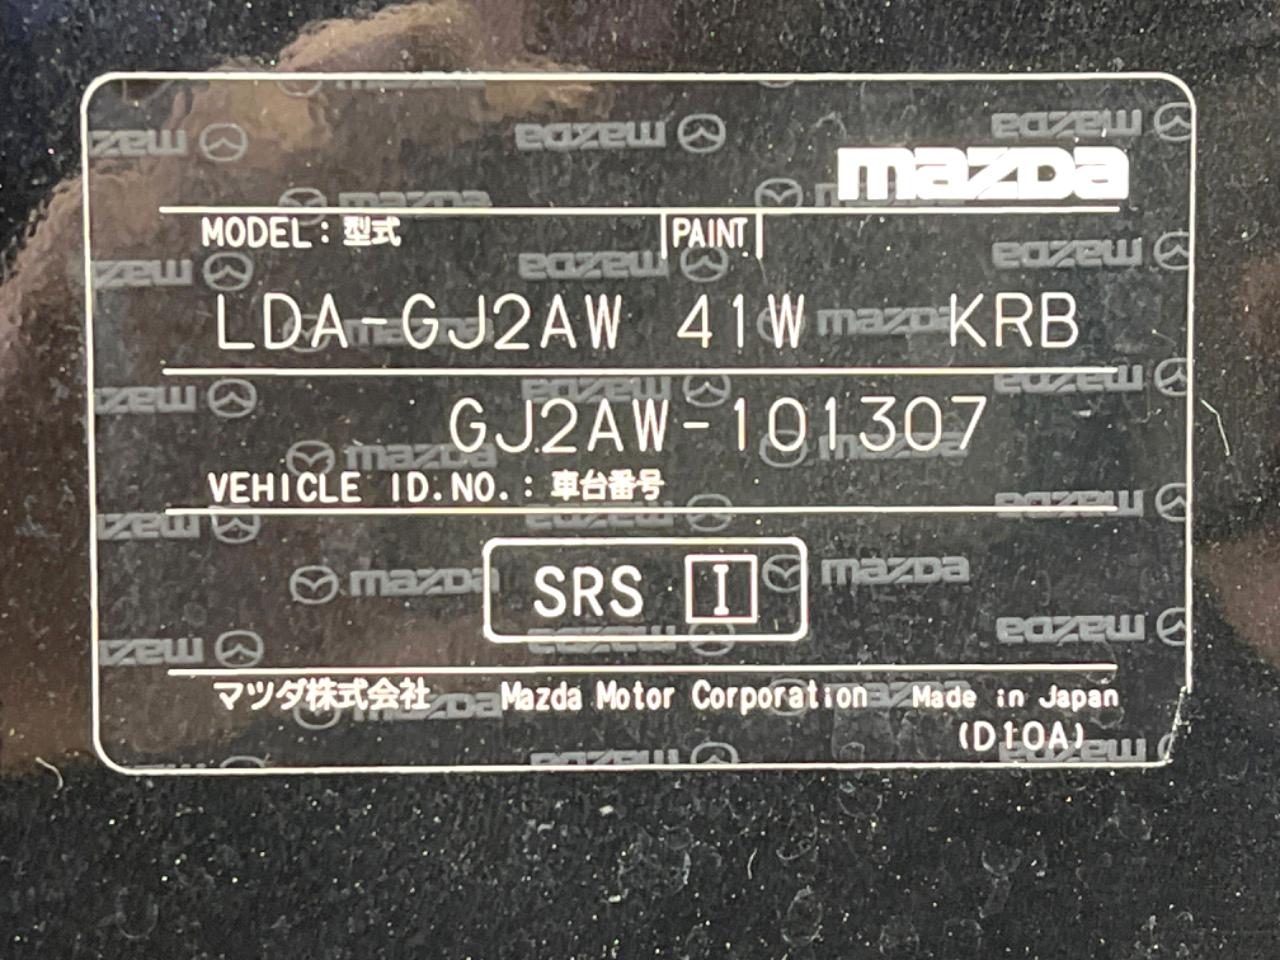 mazda
MODEL: 型式 PAINT
LDA-GJ2AW 41W KRB
GJ2AW-101307
VEHICLE ID.NO.: 車台番号
SRS I
マツダ株式会社 Mazda Motor Corporation Made in Japan
(D10A)